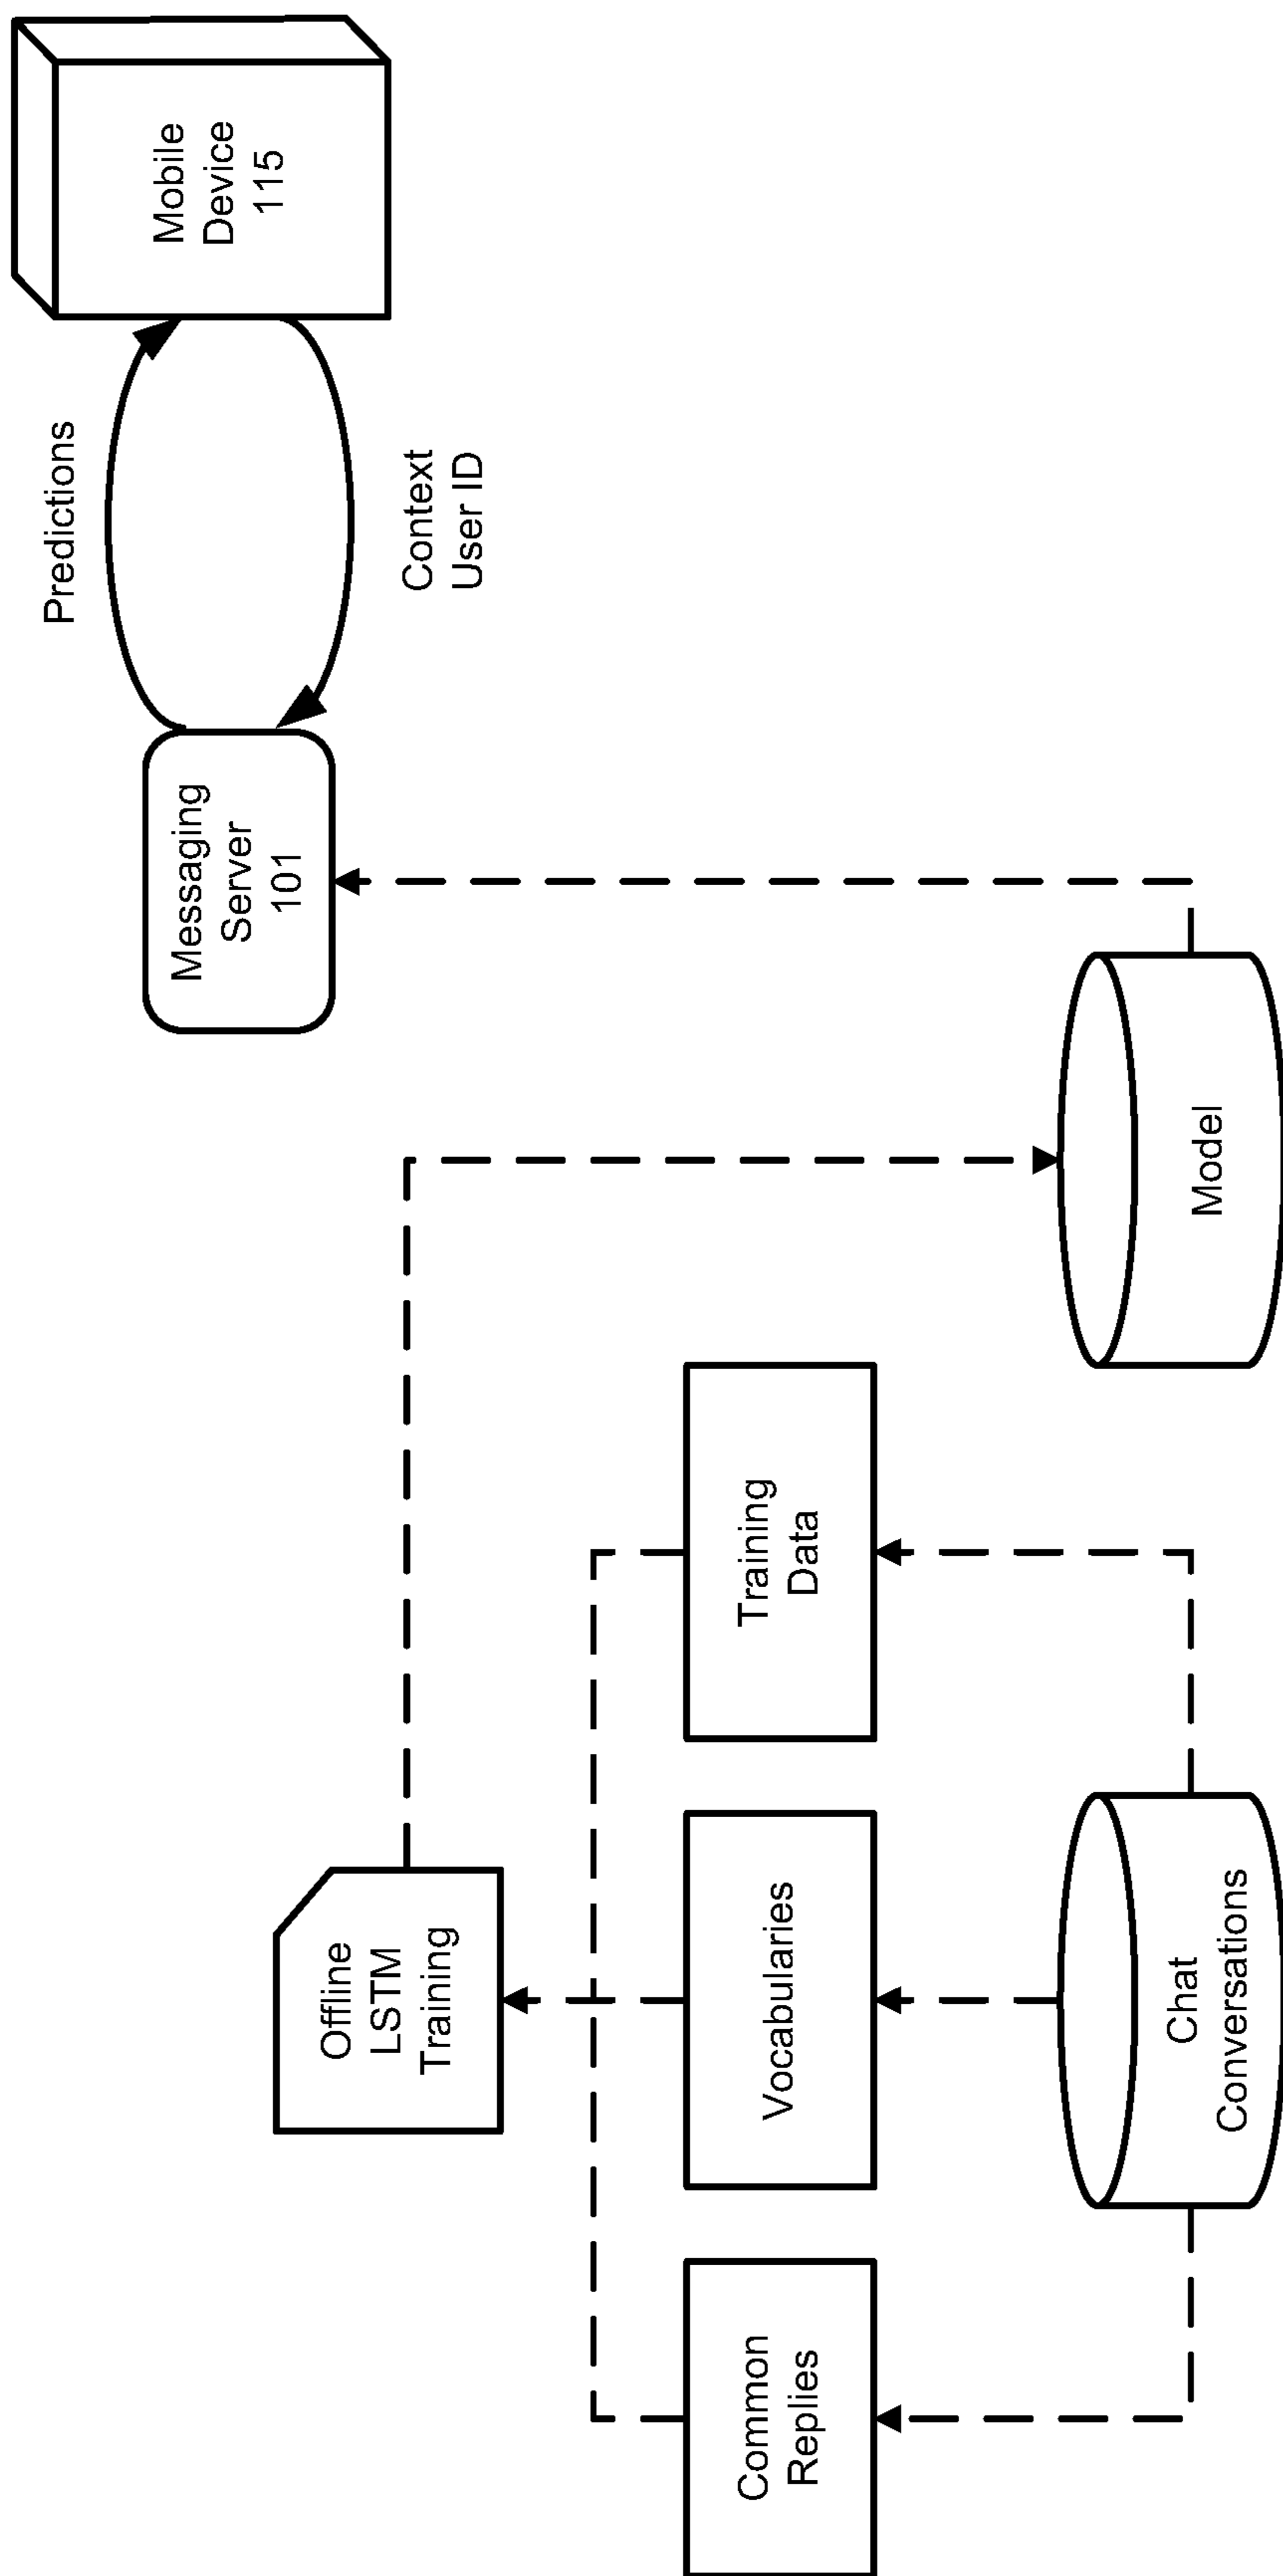 Predictions
Mobile
Device
115
Messaging
Server
101
Context
User ID
Offline
LSTM
Training
Common
Replies
Vocabularies
Training
Data
Chat
Conversations
Model